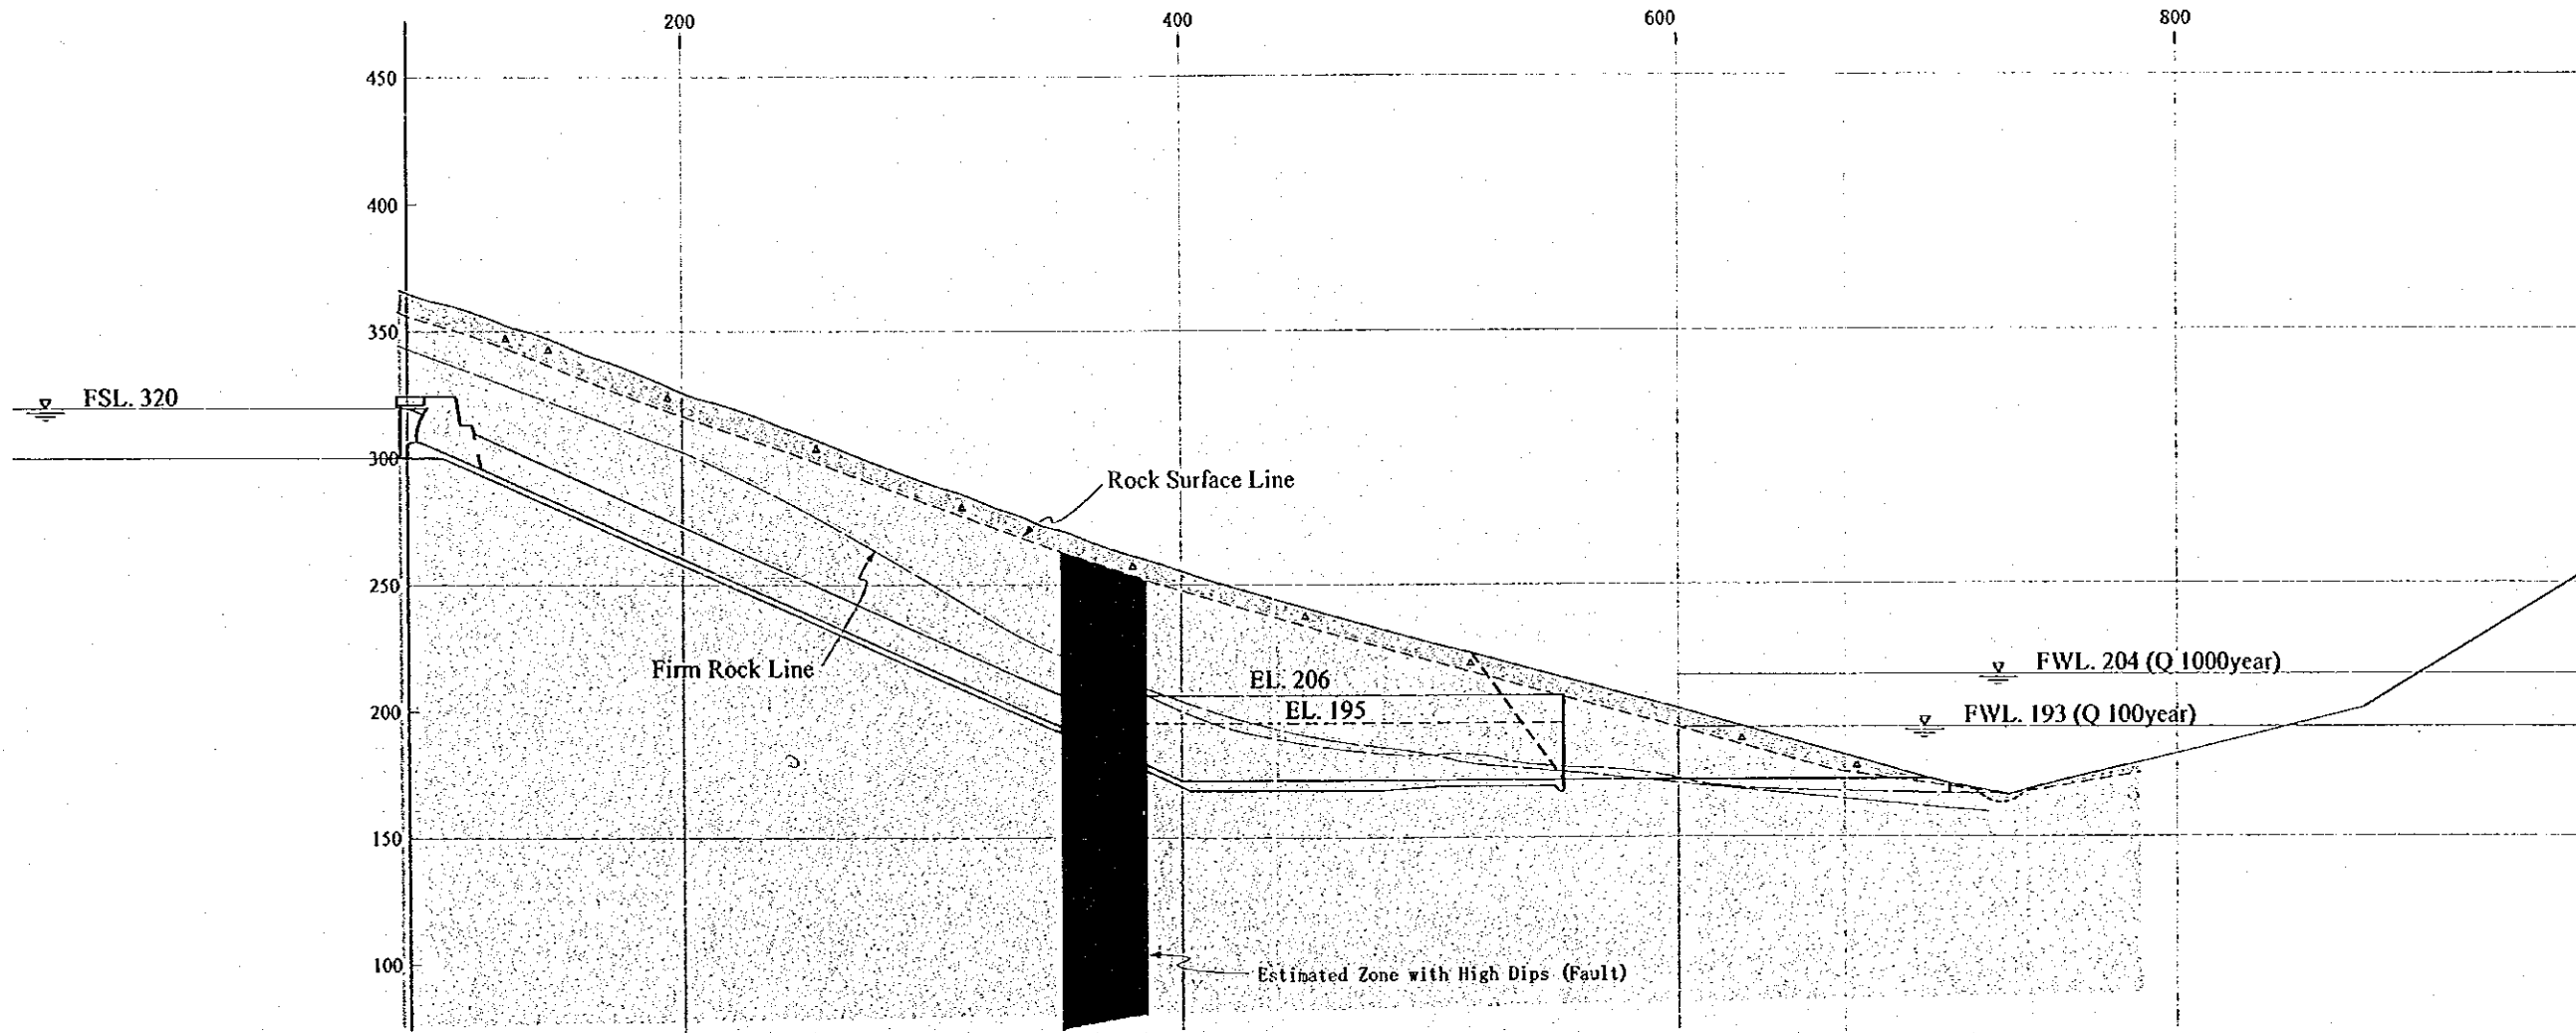 200
400
600
800
450
400
350
FSL. 320
300
Rock Surface Line
250
Firm Rock Line
EL. 206
FWL. 204 (Q 1000year)
EL. 195
FWL. 193 (Q 100year)
200
150
100
Estimated Zone with High Dips (Fault)